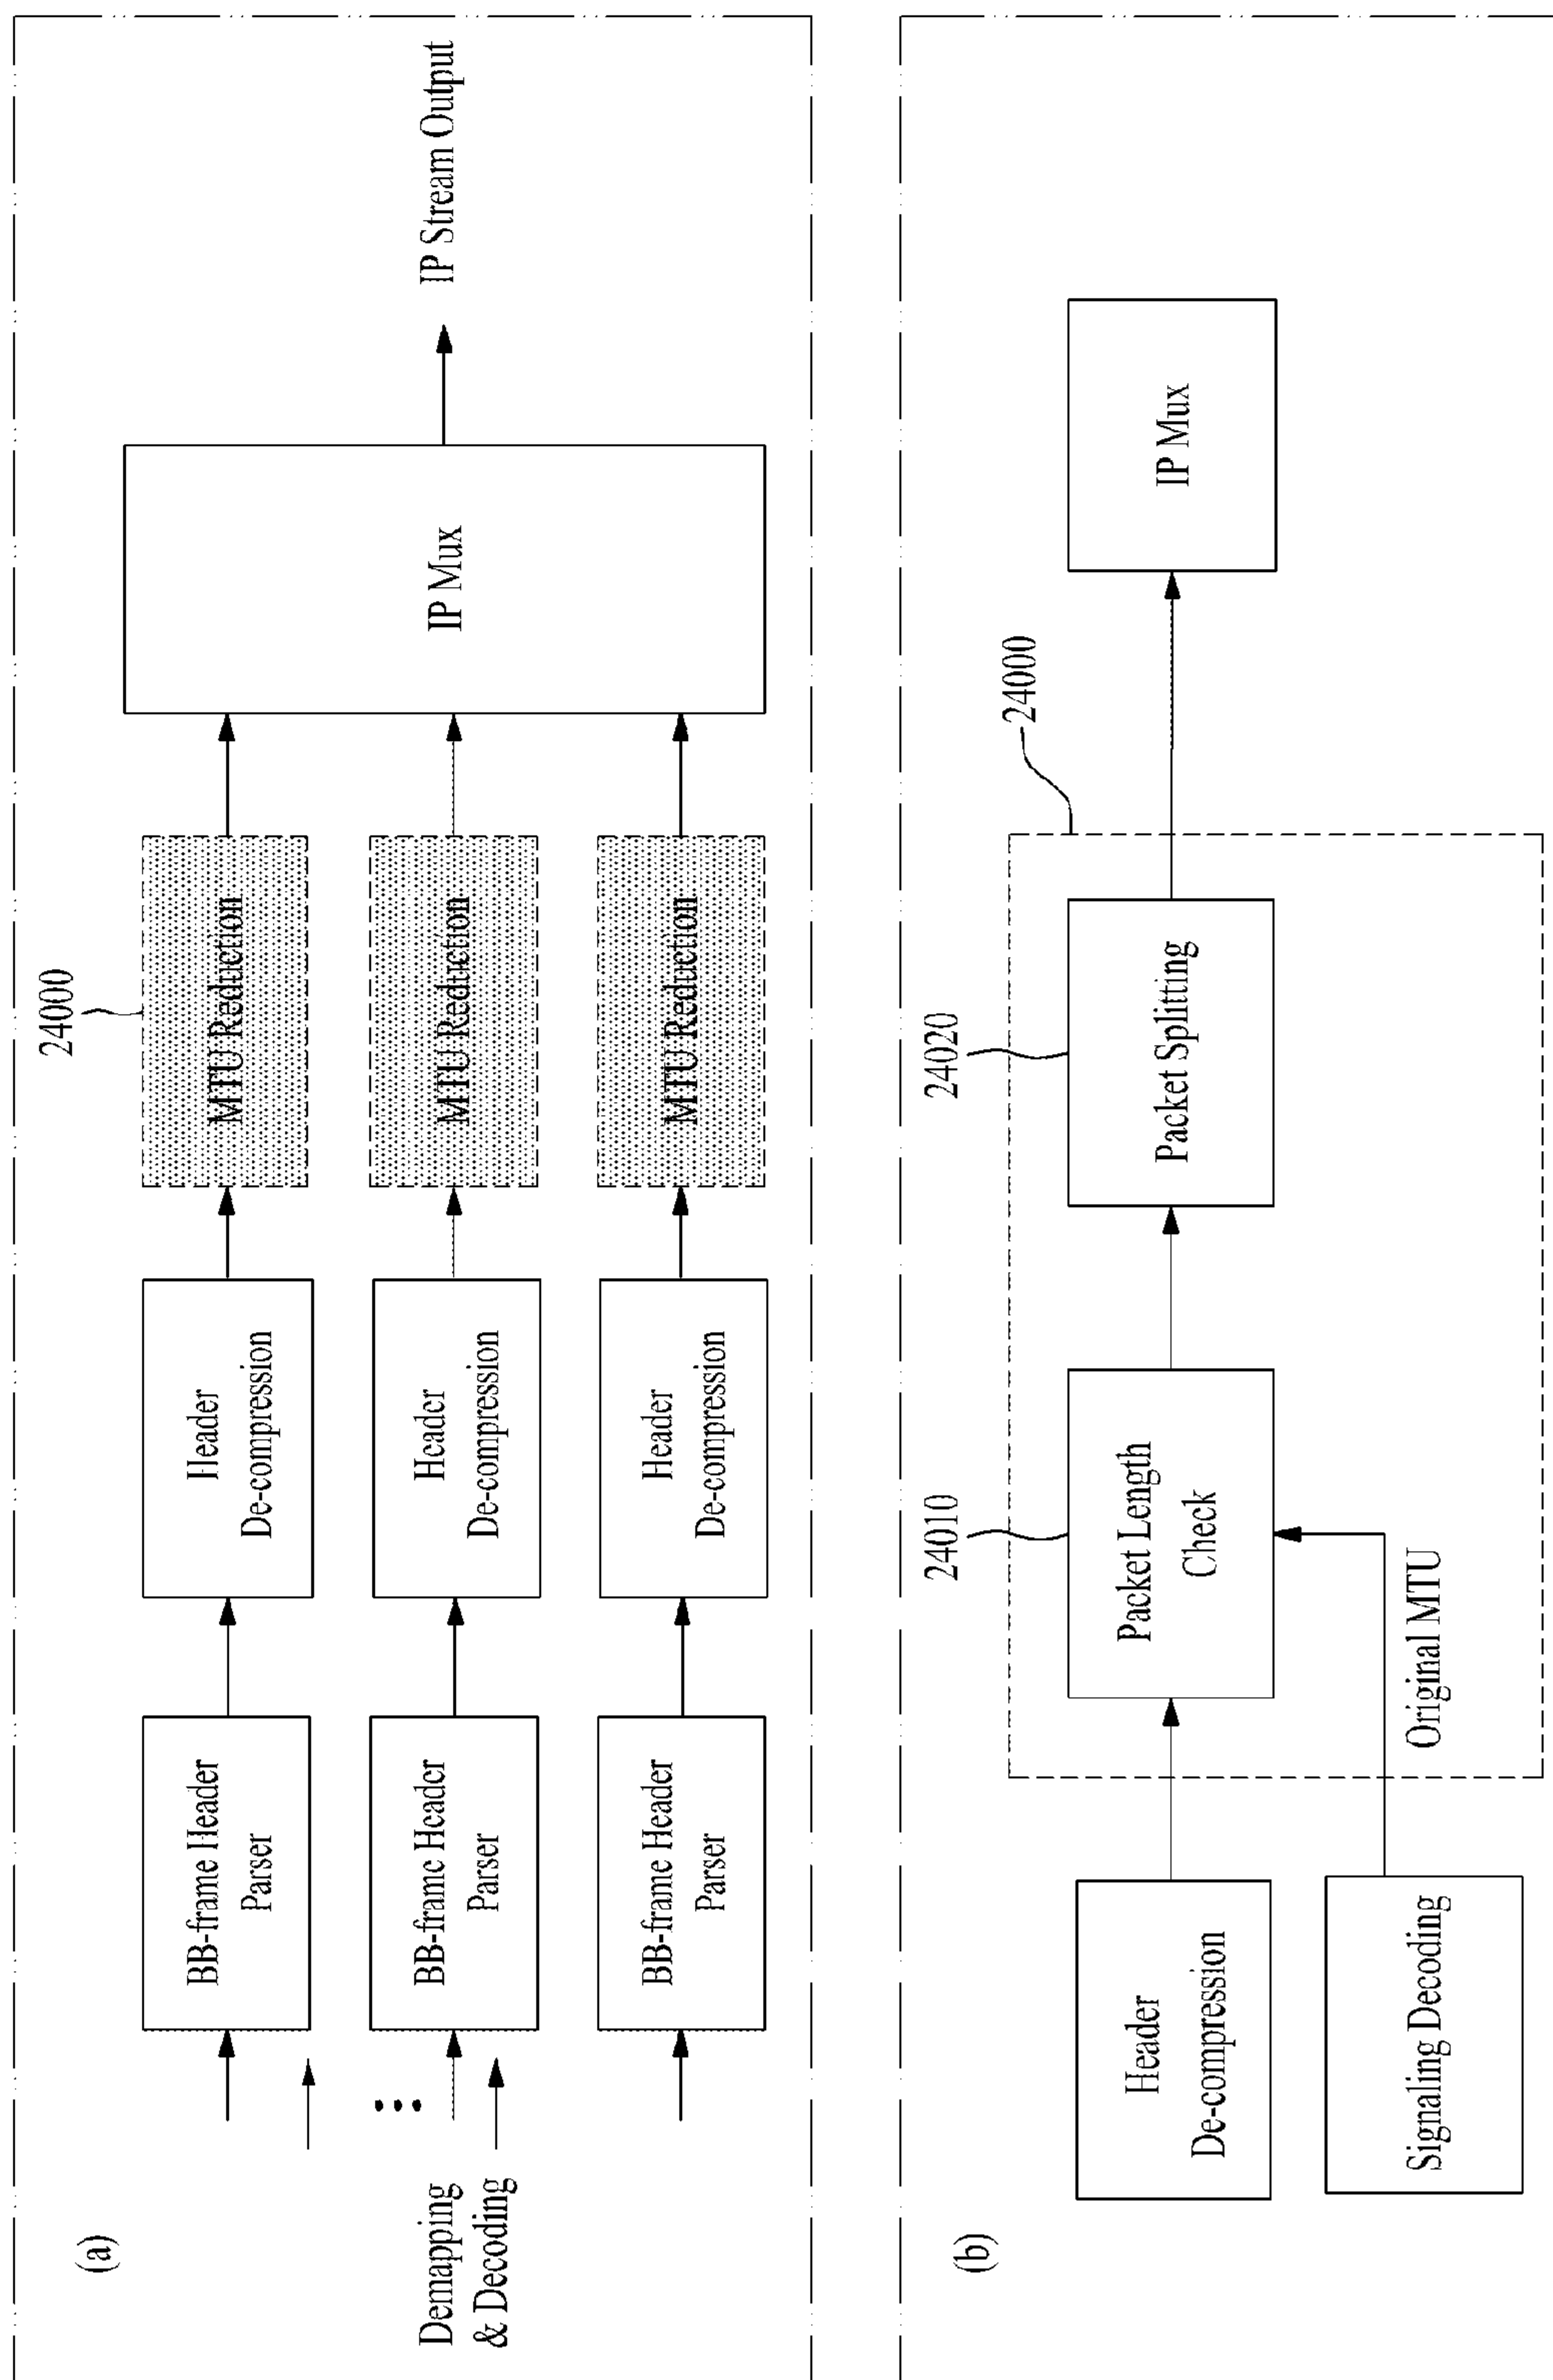 (a)
24000
BB-frame Header
Parser
Header
De-compression
MTU Reduction
Demapping
& Decoding
BB-frame Header
Parser
Header
De-compression
MTU Reduction
IP Mux
IP Stream Output
BB-frame Header
Parser
Header
De-compression
MTU Reduction
(b)
24010
24020
24000
Header
De-compression
Packet Length
Check
Packet Splitting
IP Mux
Signaling Decoding
Original MTU